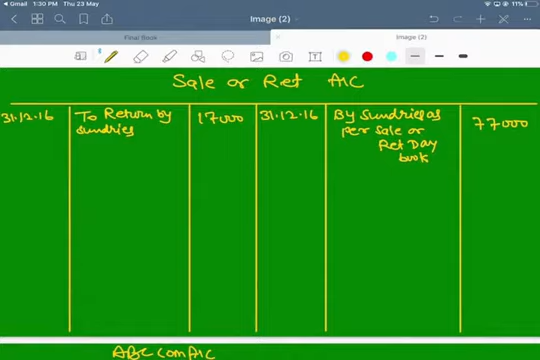 Gmail 1:30 PM Thu 23 May
11%
Image (2)
Final Book
Image (2)
Sale or Ret A/C
31.12.16 To Return by 17000 31.12.16 By Sundries as 77000
sundries per sale or
Ret Day
book
ABC Com A/C